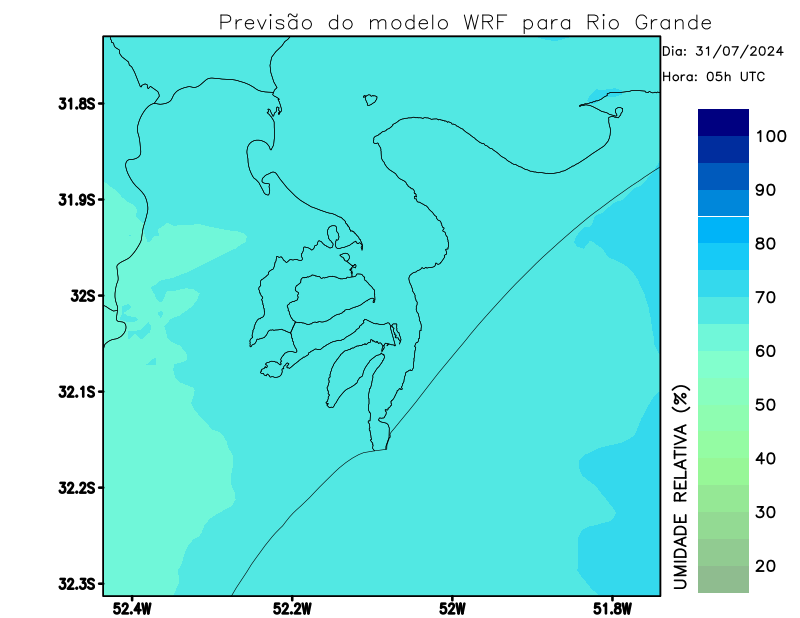 Previsão do modelo WRF para Rio Grande
Dia: 31/07/2024
Hora: 05h UTC
31.8S
31.9S
32S
32.1S
32.2S
32.3S
52.4W
52.2W
52W
51.8W
100
90
80
70
60
50
40
30
20
UMIDADE RELATIVA (%)